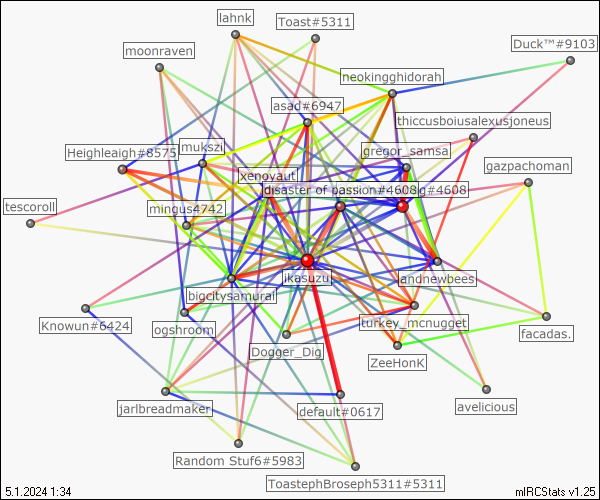 lahnk
Toast#5311
moonraven
Duck™#9103
neokingghidorah
asad#6947
thiccusboiusalexusjoneus
mukszi
gregor_samsa
Heighleaigh#8575
gazpachoman
xenovaut
disaster of passion#4608
g#4608
tescoroll
mingus4742
ikasuzu
andnewbees
bigcitysamurai
Knowun#6424
ogshroom
turkey_mcnugget
facadas.
Dogger_Dig
ZeeHonK
jarlbreadmaker
default#0617
avelicious
Random Stuf6#5983
ToastephBroseph5311#5311
5.1.2024 1:34
mIRCStats v1.25